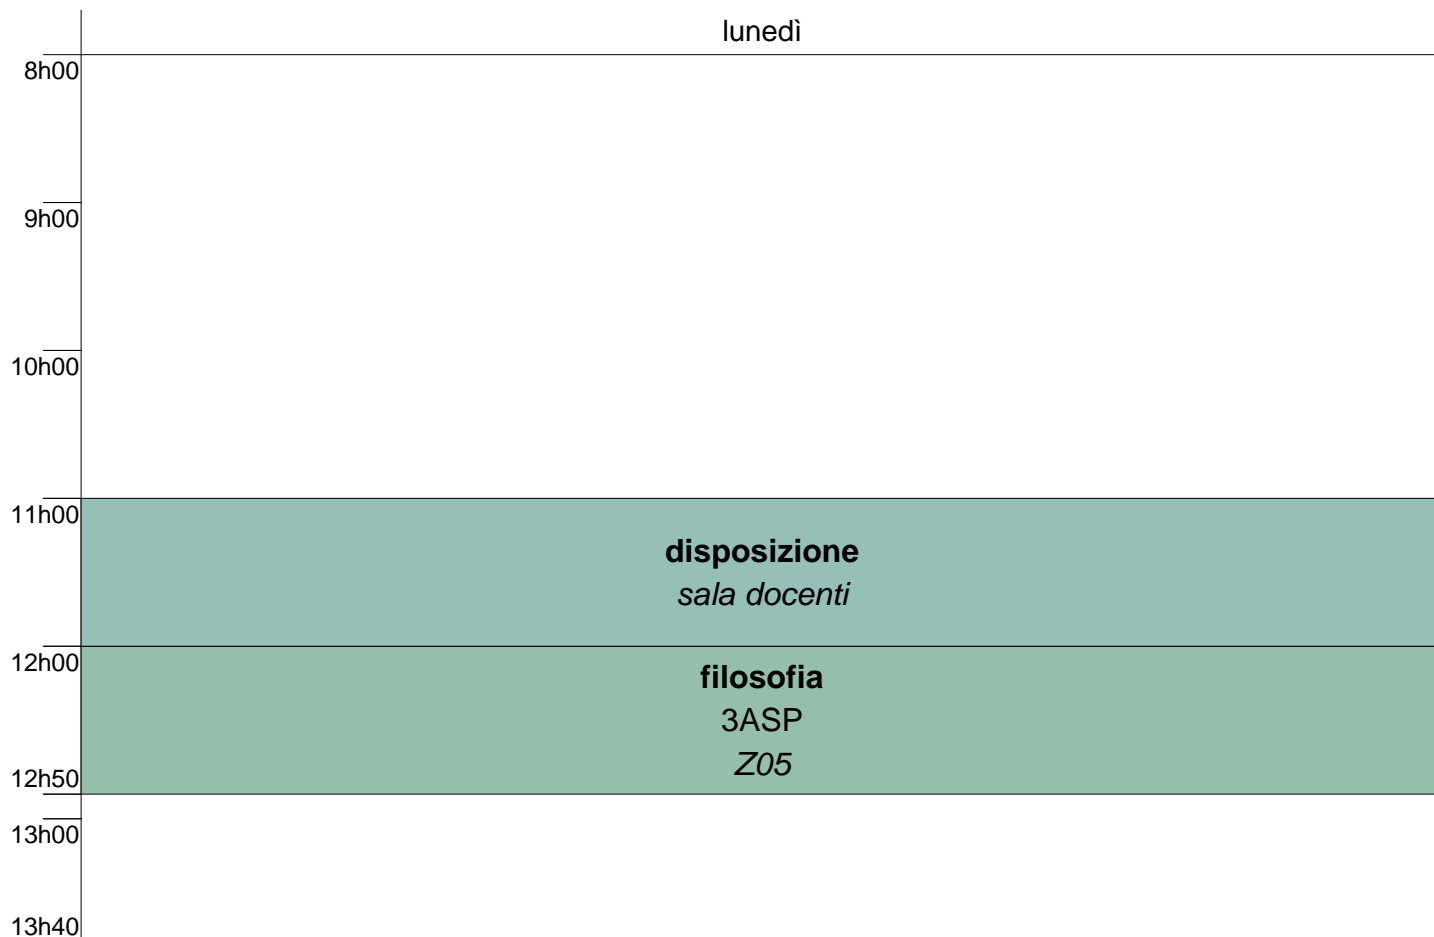 lunedì
8h00
9h00
10h00
11h00
disposizione
sala docenti
12h00
filosofia
3ASP
Z05
12h50
13h00
13h40